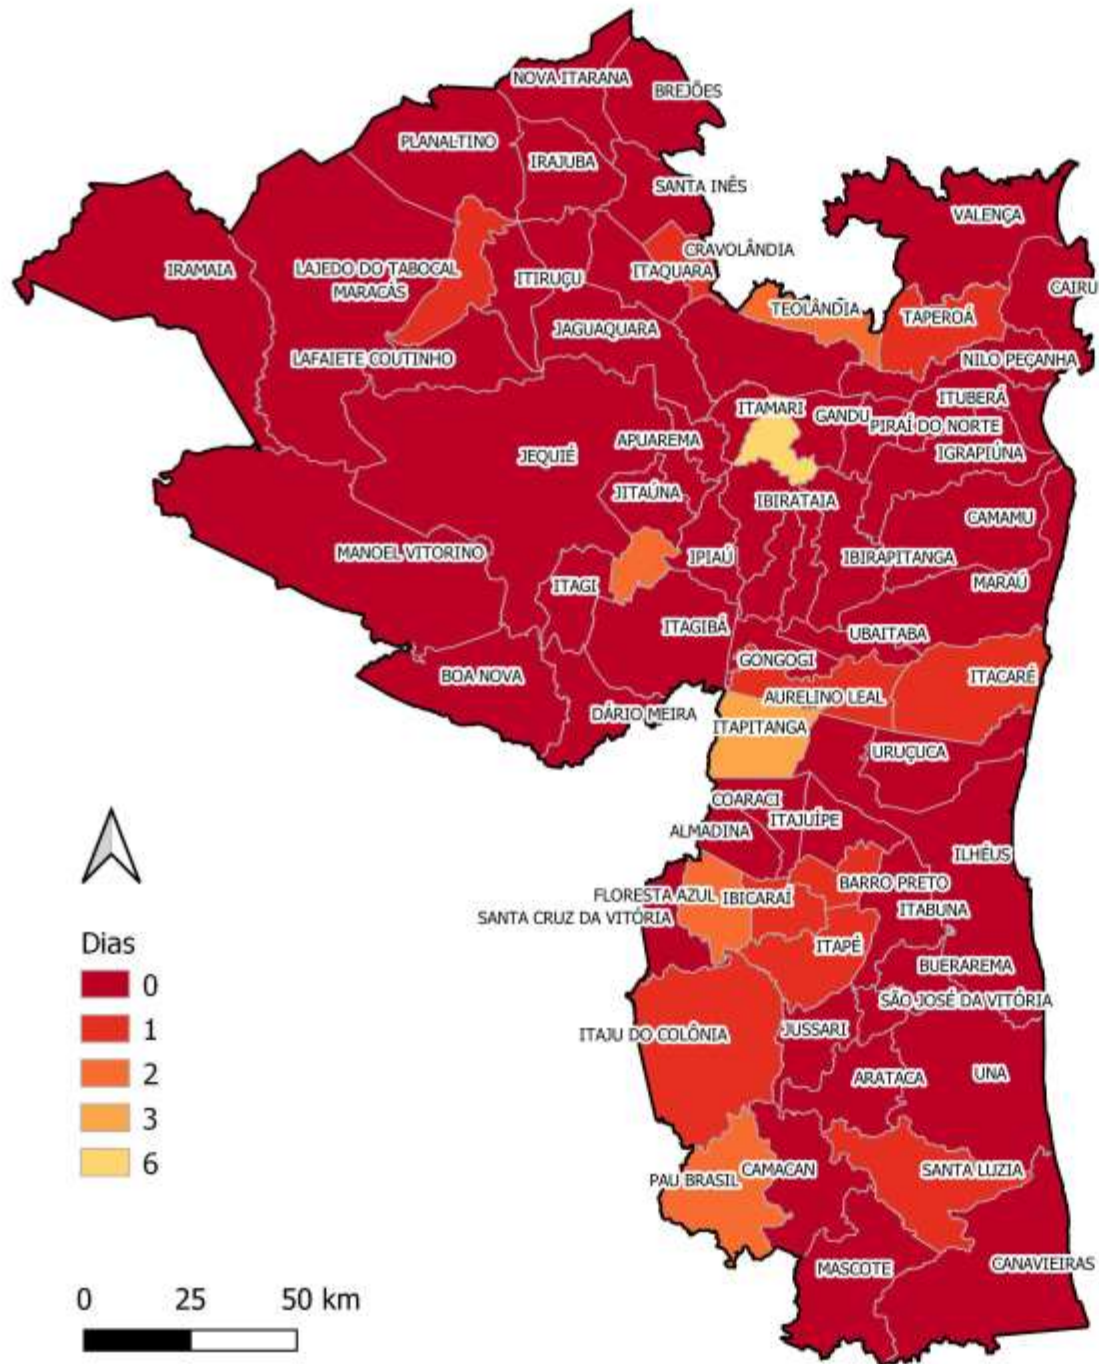 NOVA ITARANA
BREJÕES
PLANALTINO
IRAJUBA
SANTA INÊS
VALENÇA
CRAVOLÂNDIA
IRAMAIA
LAJEDO DO TABOCAL
ITIRUÇU
ITAQUARA
CAIRU
MARACÁS
TEOLÂNDIA
TAPEROÁ
JAGUAQUARA
LAFAIETE COUTINHO
NILO PEÇANHA
ITUBERÁ
ITAMARI
GANDU
PIRAÍ DO NORTE
APUAREMA
IGRAPIÚNA
JEQUIÉ
JITAÚNA
IBIRATAIA
CAMAMU
MANOEL VITORINO
IPIAÚ
IBIRAPITANGA
ITAGI
MARAÚ
ITAGIBÁ
UBAITABA
GONGOGI
BOA NOVA
ITACARÉ
AURELINO LEAL
DÁRIO MEIRA
ITAPITANGA
URUÇUCA
COARACI
ITAJUÍPE
ALMADINA
ILHÉUS
BARRO PRETO
FLORESTA AZUL
IBICARAÍ
ITABUNA
SANTA CRUZ DA VITÓRIA
ITAPÉ
BUERAREMA
SÃO JOSÉ DA VITÓRIA
ITAJU DO COLÔNIA
JUSSARI
ARATACA
UNA
PAU BRASIL
CAMACAN
SANTA LUZIA
MASCOTE
CANAVIEIRAS
Dias
0
1
2
3
6
0 25 50 km